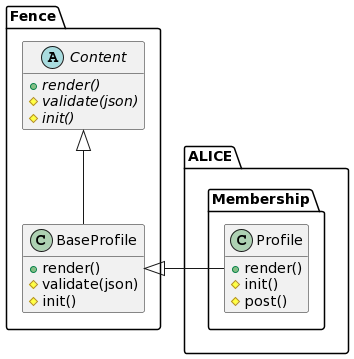 Fence
A Content
render()
validate(json)
init()
C BaseProfile
render()
validate(json)
init()
ALICE
Membership
C Profile
render()
init()
post()